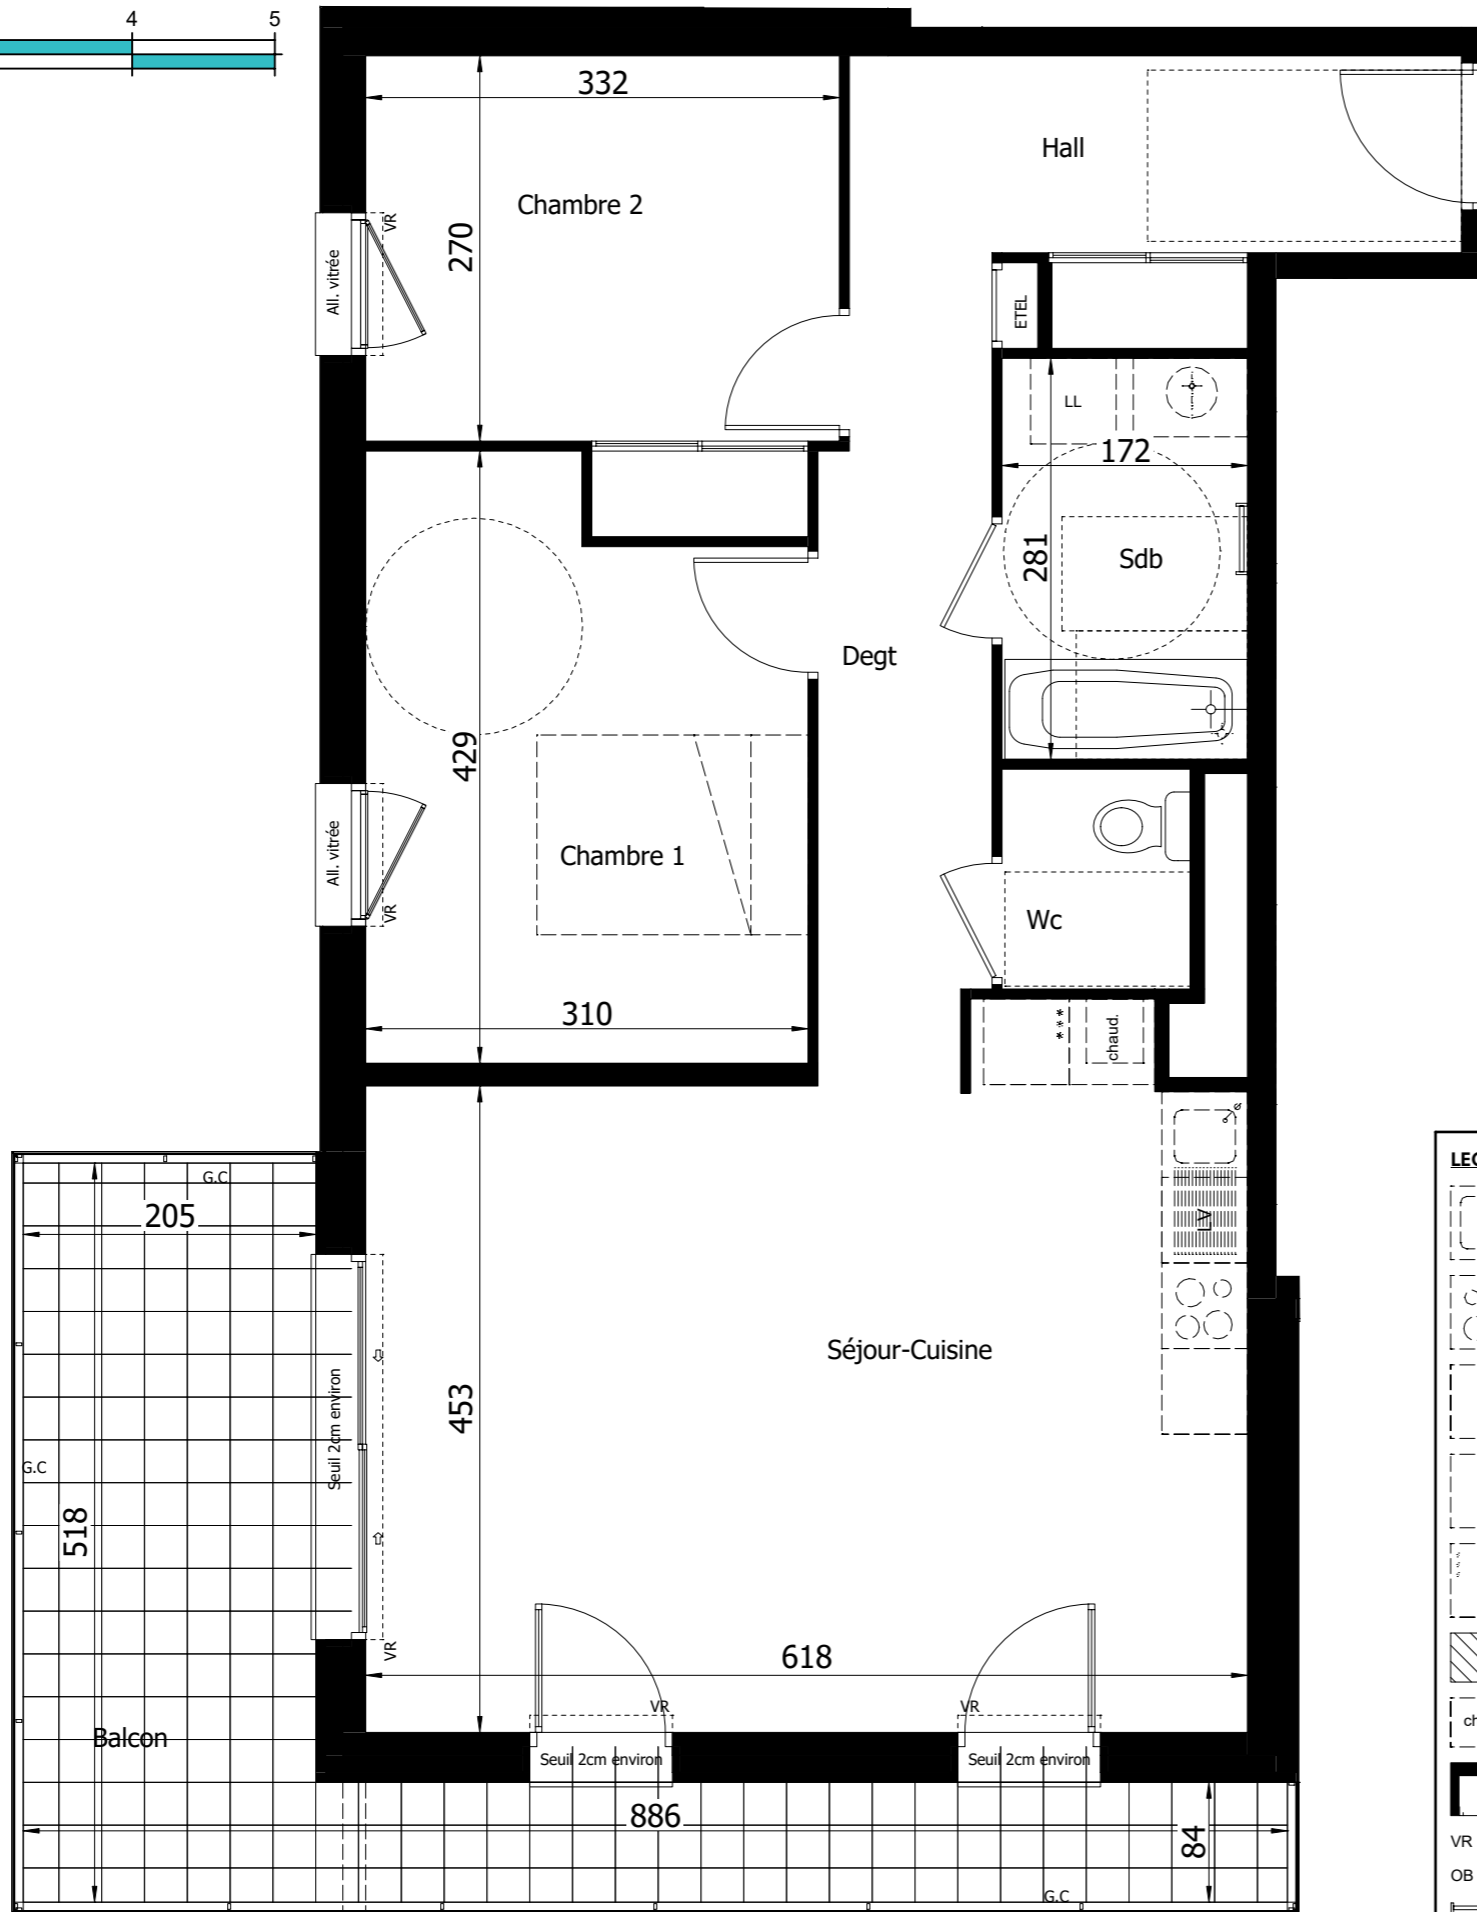 4 5
332
Hall
Chambre 2
VR
270
All. vitrée
ETEL
LL
172
281
Sdb
Degt
429
All. vitrée
VR
Chambre 1
Wc
310
***
chaud.
G.C
205
LV
Séjour-Cuisine
Seuil 2cm environ
453
G.C
518
VR
618
VR
VR
Balcon
Seuil 2cm environ
Seuil 2cm environ
886
84
G.C
VR
OB